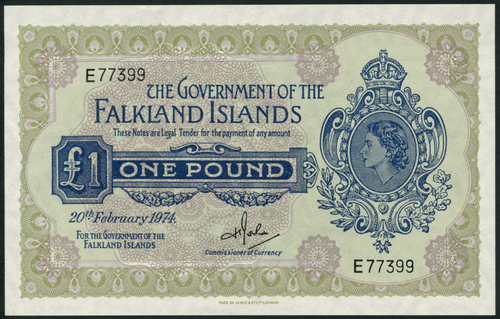 E77399
THE GOVERNMENT OF THE
FALKLAND ISLANDS
These Notes are Legal Tender for the payment of any amount
£1 ONE POUND
20th February 1974.
FOR THE GOVERNMENT OF THE
FALKLAND ISLANDS
Commissioner of Currency
E77399